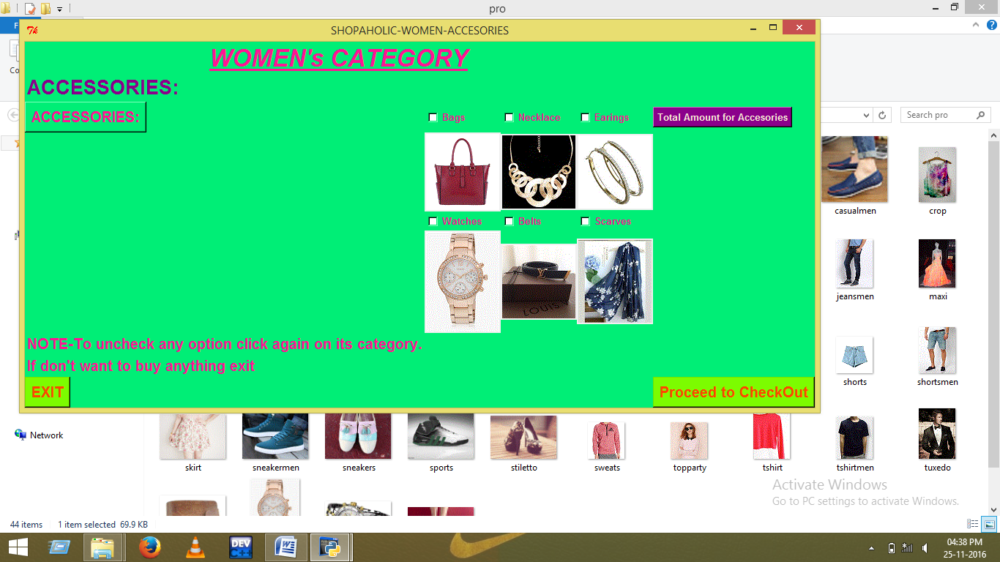 pro
F
SHOPAHOLIC-WOMEN-ACCESORIES
Co
WOMEN's CATEGORY
ACCESSORIES:
ACCESSORIES:
Bags
Necklace
Earings
Total Amount for Accesories
Search pro
Watches
Belts
Scarves
LOUIS
NOTE-To uncheck any option click again on its category.
If don't want to buy anything exit
EXIT
Proceed to CheckOut
casualmen
crop
jeansmen
maxi
shorts
shortsmen
Network
skirt
sneakermen
sneakers
sports
stiletto
sweats
topparty
tshirt
tshirtmen
tuxedo
Activate Windows
Go to PC settings to activate Windows.
44 items
1 item selected 69.9 KB
DEV
C++
04:38 PM
25-11-2016